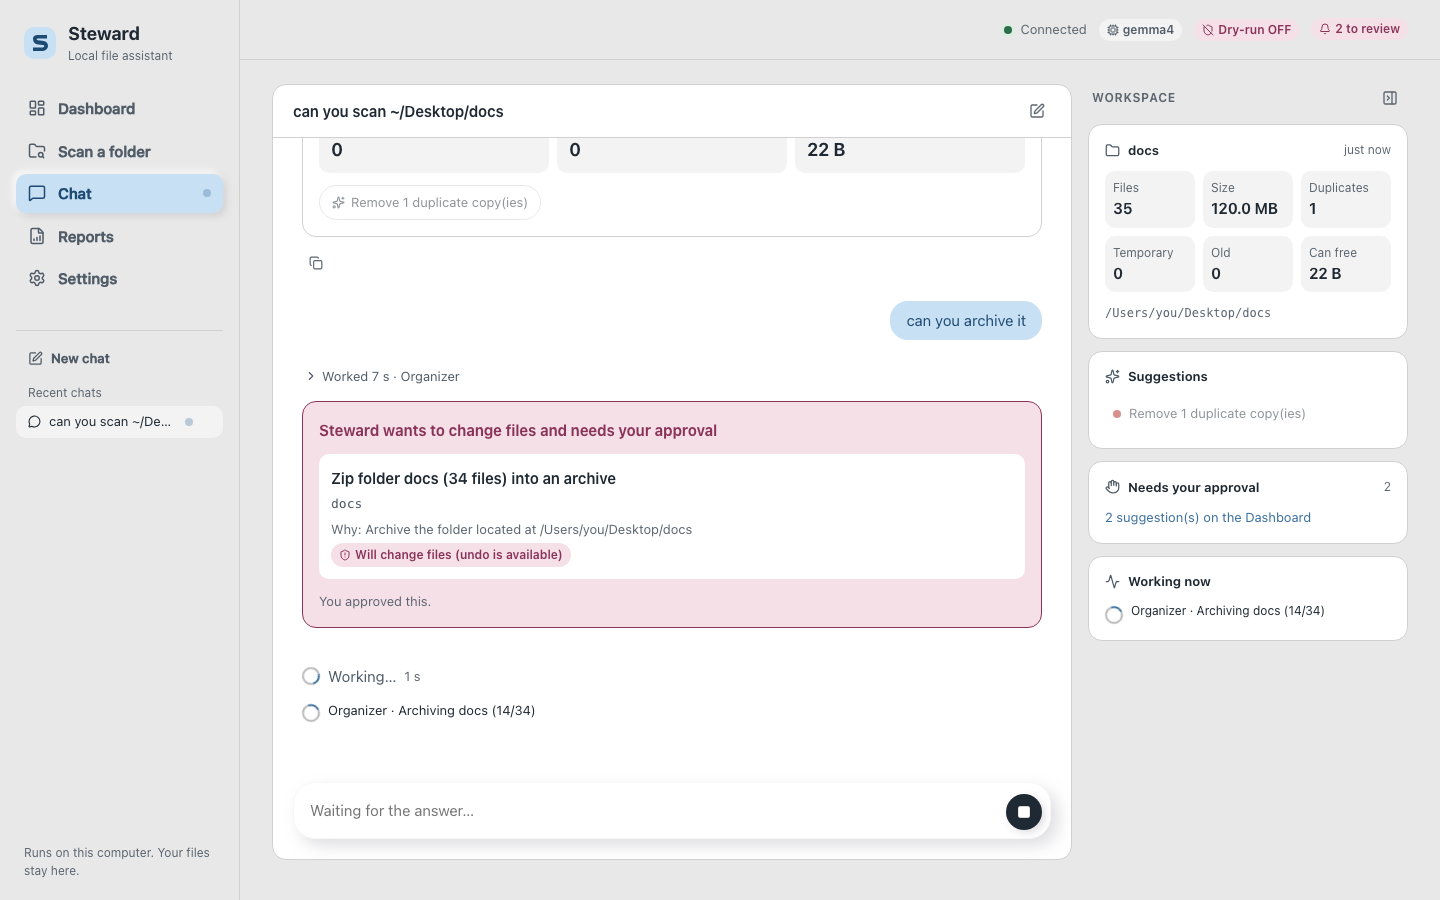 Steward
Local file assistant
Dashboard
Scan a folder
Chat
Reports
Settings
New chat
Recent chats
can you scan ~/De...
Runs on this computer. Your files
stay here.
Connected
gemma4
Dry-run OFF
2 to review
can you scan ~/Desktop/docs
0
0
22 B
Remove 1 duplicate copy(ies)
can you archive it
Worked 7 s · Organizer
Steward wants to change files and needs your approval
Zip folder docs (34 files) into an archive
docs
Why: Archive the folder located at /Users/you/Desktop/docs
Will change files (undo is available)
You approved this.
Working... 1 s
Organizer · Archiving docs (14/34)
Waiting for the answer...
WORKSPACE
docs
just now
Files
35
Size
120.0 MB
Duplicates
1
Temporary
0
Old
0
Can free
22 B
/Users/you/Desktop/docs
Suggestions
Remove 1 duplicate copy(ies)
Needs your approval
2
2 suggestion(s) on the Dashboard
Working now
Organizer · Archiving docs (14/34)